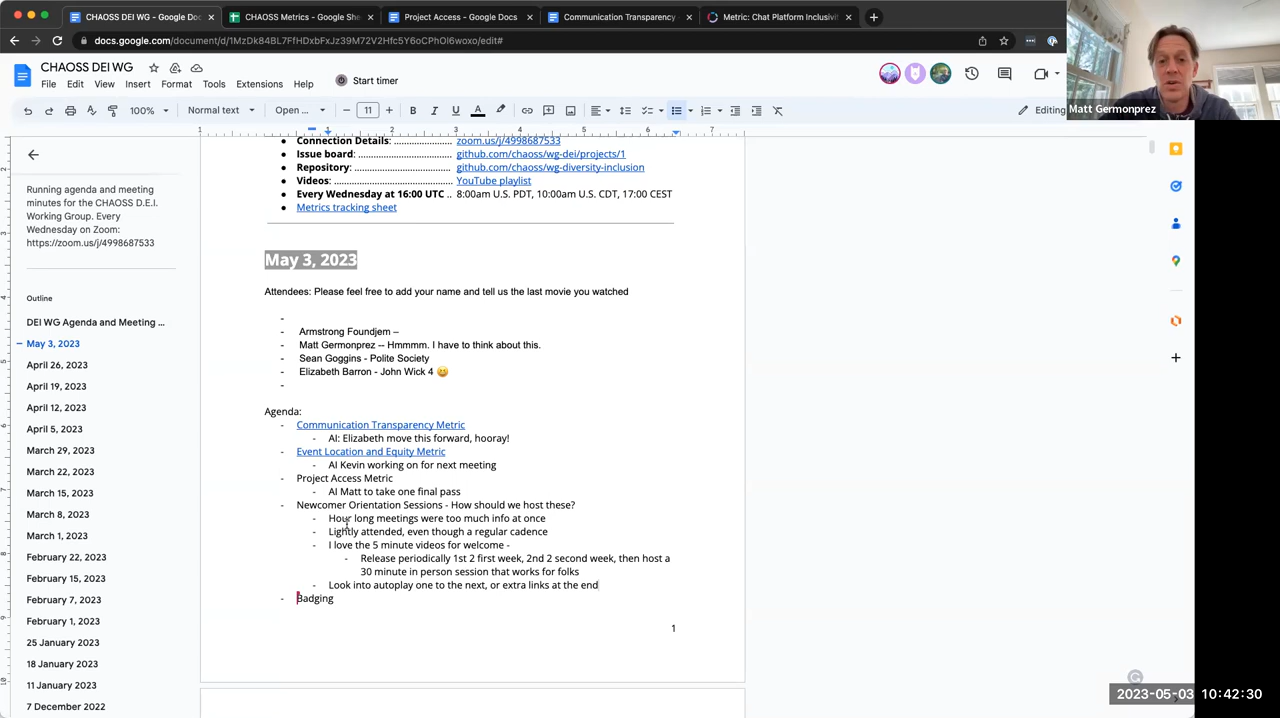 CHAOSS DEI WG - Google Doc
CHAOSS Metrics - Google She
Project Access - Google Docs
Communication Transparency
Metric: Chat Platform Inclusivit
docs.google.com/document/d/1MzDk84BL7FfHDxbFxJz39M72V2Hfc5Y6oCPhOl6woxo/edit#
CHAOSS DEI WG
File Edit View Insert Format Tools Extensions Help
Start timer
100% Normal text Open ... 11 B I U A Editing
Matt Germonprez
1 1 2 3 4 5 6 7
Running agenda and meeting
minutes for the CHAOSS D.E.I.
Working Group. Every
Wednesday on Zoom:
https://zoom.us/j/4998687533
Outline
DEI WG Agenda and Meeting ...
May 3, 2023
April 26, 2023
April 19, 2023
April 12, 2023
April 5, 2023
March 29, 2023
March 22, 2023
March 15, 2023
March 8, 2023
March 1, 2023
February 22, 2023
February 15, 2023
February 7, 2023
February 1, 2023
25 January 2023
18 January 2023
11 January 2023
7 December 2022
Connection Details: ...................... zoom.us/j/4998687533
Issue board: .................................. github.com/chaoss/wg-dei/projects/1
Repository: ................................... github.com/chaoss/wg-diversity-inclusion
Videos: .......................................... YouTube playlist
Every Wednesday at 16:00 UTC .. 8:00am U.S. PDT, 10:00am U.S. CDT, 17:00 CEST
Metrics tracking sheet
May 3, 2023
Attendees: Please feel free to add your name and tell us the last movie you watched
-
- Armstrong Foundjem –
- Matt Germonprez -- Hmmmm. I have to think about this.
- Sean Goggins - Polite Society
- Elizabeth Barron - John Wick 4 😀
-
Agenda:
- Communication Transparency Metric
- AI: Elizabeth move this forward, hooray!
- Event Location and Equity Metric
- AI Kevin working on for next meeting
- Project Access Metric
- AI Matt to take one final pass
- Newcomer Orientation Sessions - How should we host these?
- Hour long meetings were too much info at once
- Lightly attended, even though a regular cadence
- I love the 5 minute videos for welcome -
- Release periodically 1st 2 first week, 2nd 2 second week, then host a
30 minute in person session that works for folks
- Look into autoplay one to the next, or extra links at the end
- Badging
1
2023-05-03 10:42:30